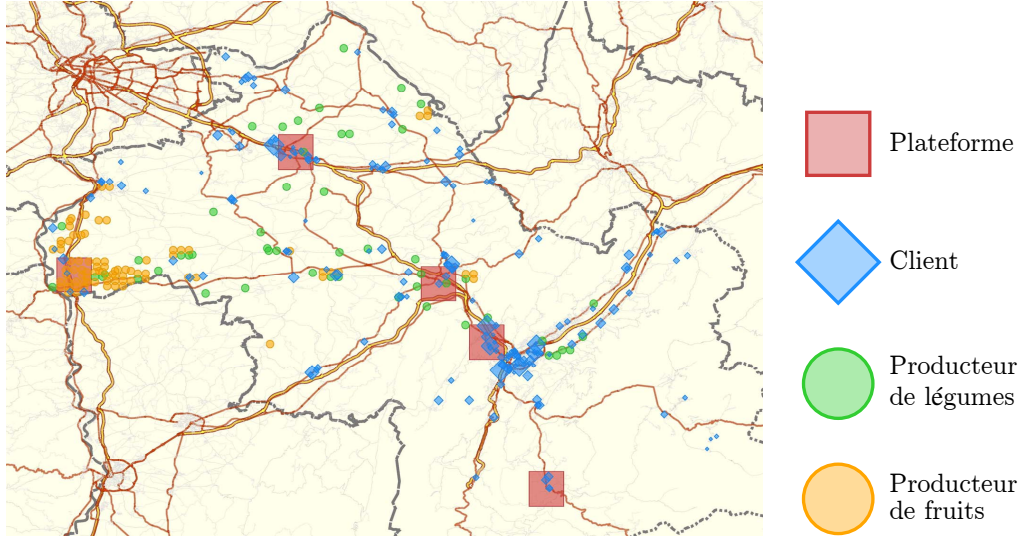 Plateforme
Client
Producteur
de légumes
Producteur
de fruits